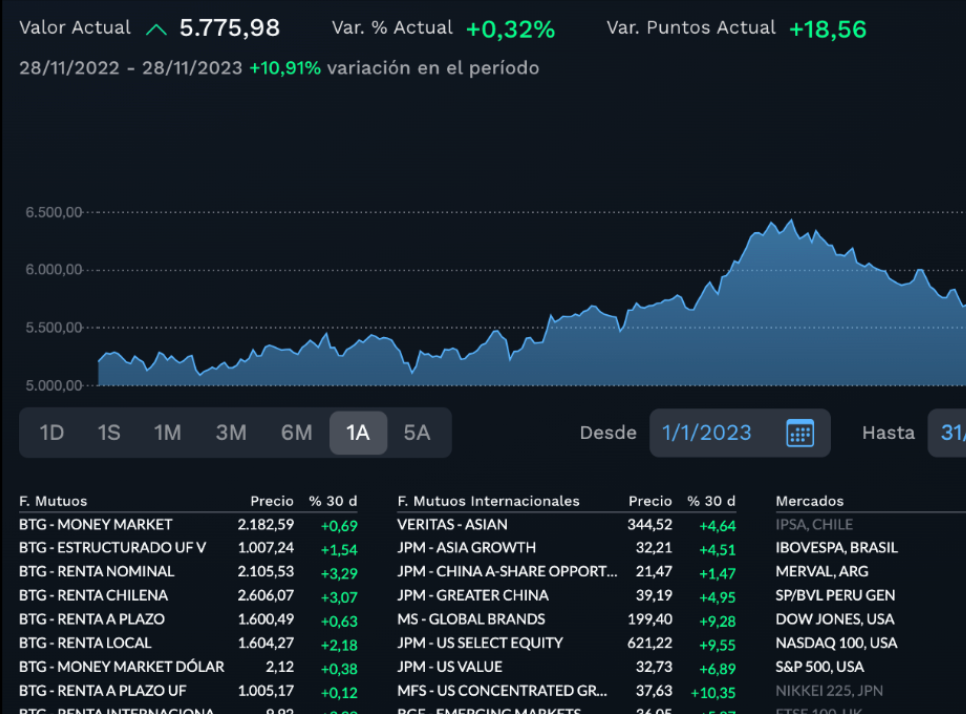 Valor Actual 5.775,98 Var. % Actual +0,32% Var. Puntos Actual +18,56
28/11/2022 - 28/11/2023 +10,91% variación en el período
6.500,00
6.000,00
5.500,00
5.000,00
1D 1S 1M 3M 6M 1A 5A Desde 1/1/2023 Hasta 31/
F. Mutuos Precio % 30 d F. Mutuos Internacionales Precio % 30 d Mercados
BTG - MONEY MARKET 2.182,59 +0,69 VERITAS - ASIAN 344,52 +4,64 IPSA, CHILE
BTG - ESTRUCTURADO UF V 1.007,24 +1,54 JPM - ASIA GROWTH 32,21 +4,51 IBOVESPA, BRASIL
BTG - RENTA NOMINAL 2.105,53 +3,29 JPM - CHINA A-SHARE OPPORT... 21,47 +1,47 MERVAL, ARG
BTG - RENTA CHILENA 2.606,07 +3,07 JPM - GREATER CHINA 39,19 +4,95 SP/BVL PERU GEN
BTG - RENTA A PLAZO 1.600,49 +0,63 MS - GLOBAL BRANDS 199,40 +9,28 DOW JONES, USA
BTG - RENTA LOCAL 1.604,27 +2,18 JPM - US SELECT EQUITY 621,22 +9,55 NASDAQ 100, USA
BTG - MONEY MARKET DÓLAR 2,12 +0,38 JPM - US VALUE 32,73 +6,89 S&P 500, USA
BTG - RENTA A PLAZO UF 1.005,17 +0,12 MFS - US CONCENTRATED GR... 37,63 +10,35 NIKKEI 225, JPN
BTG - RENTA INTERNACIONA EMERGING MARKETS FTSE 100, UK